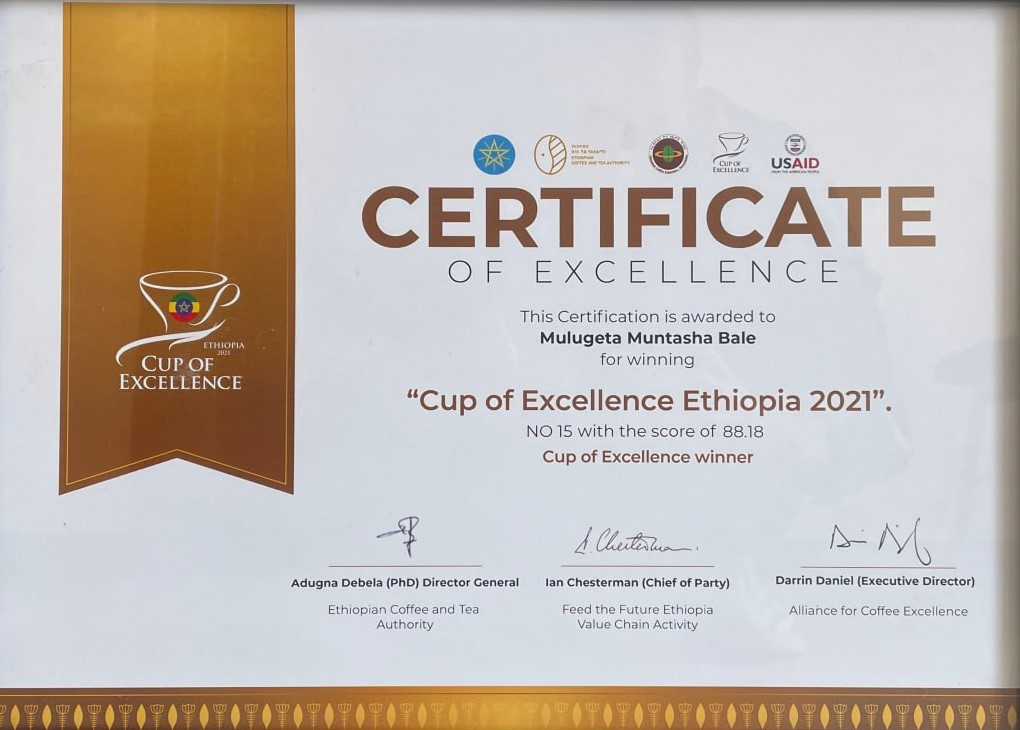 ETHIOPIAN
COFFEE AND TEA AUTHORITY
CUP OF
EXCELLENCE
USAID
FROM THE AMERICAN PEOPLE
CERTIFICATE
OF EXCELLENCE
ETHIOPIA
2021
CUP OF
EXCELLENCE
This Certification is awarded to
Mulugeta Muntasha Bale
for winning
“Cup of Excellence Ethiopia 2021”.
NO 15 with the score of 88.18
Cup of Excellence winner
Adugna Debela (PhD) Director General
Ethiopian Coffee and Tea
Authority
Ian Chesterman (Chief of Party)
Feed the Future Ethiopia
Value Chain Activity
Darrin Daniel (Executive Director)
Alliance for Coffee Excellence